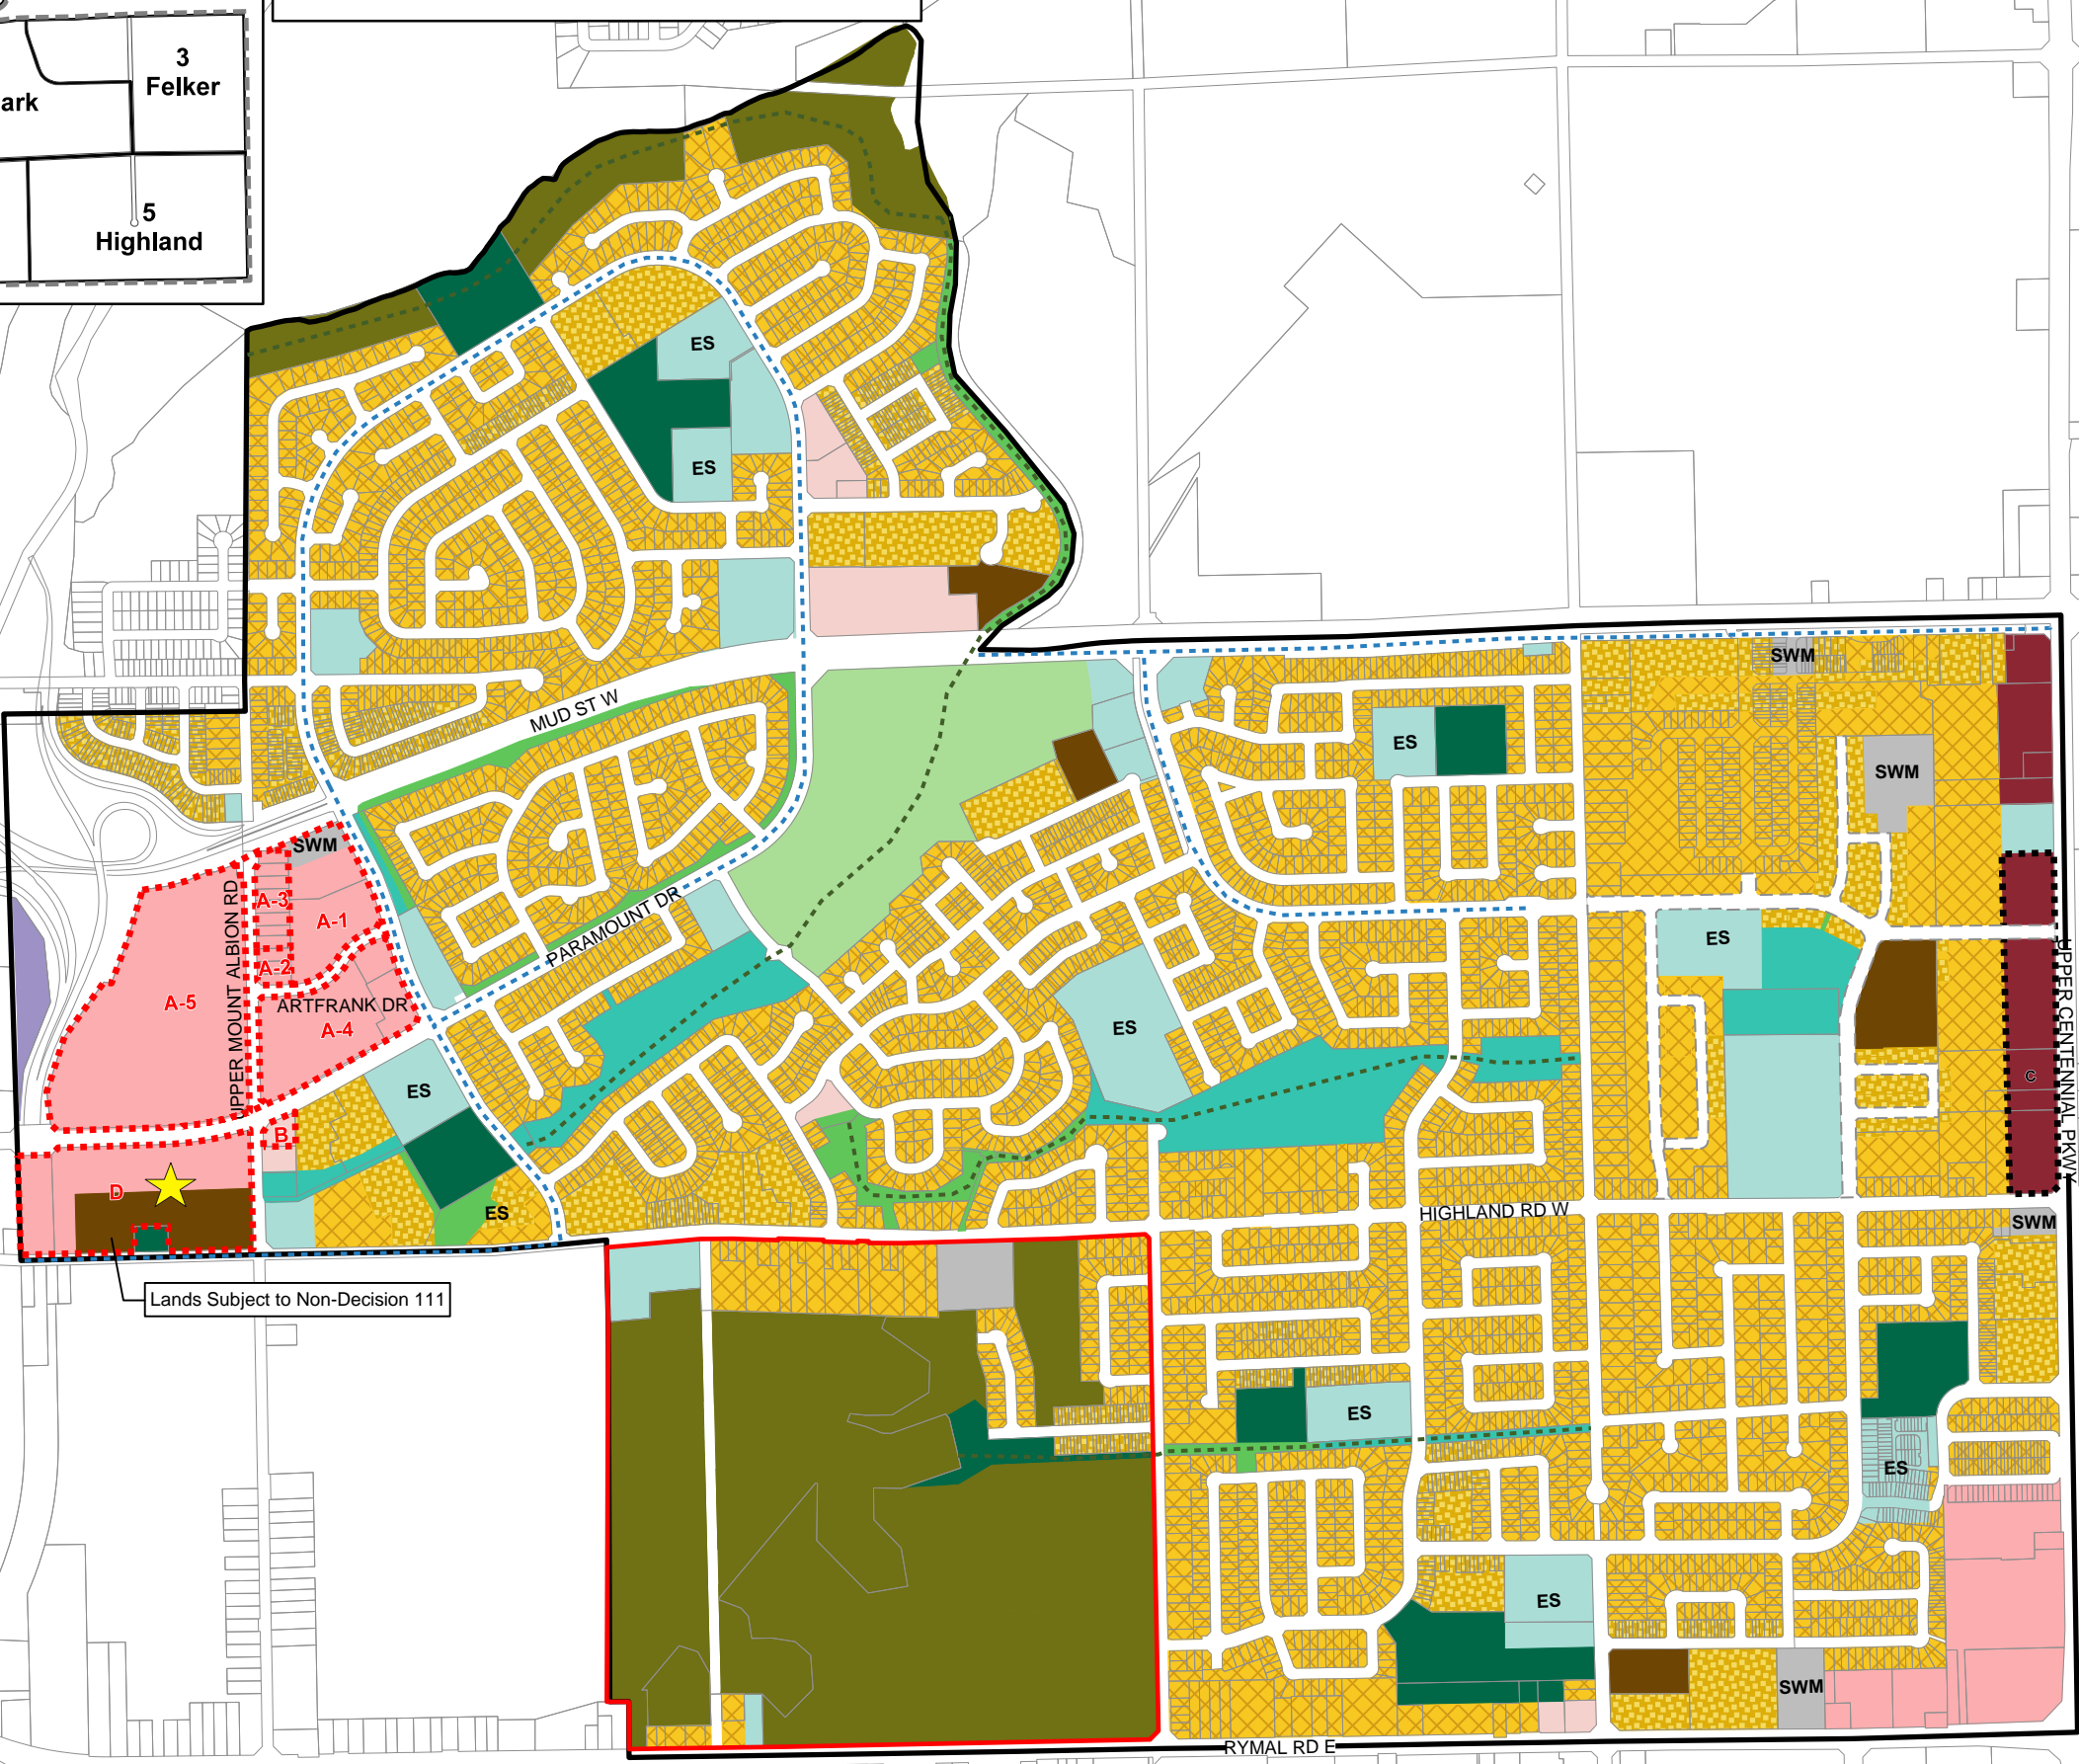 3
Felker
ark
5
Highland
ES
ES
MUD ST W
SWM
ES
SWM
SWM
A-3
A-1
UPPER MOUNT ALBION RD
PARAMOUNT DR
A-2
ES
A-5
ARTFRANK DR
A-4
ES
UPPER CENTENNIAL PKWY
C
ES
B
D
ES
HIGHLAND RD W
SWM
Lands Subject to Non-Decision 111
ES
ES
ES
SWM
RYMAL RD E